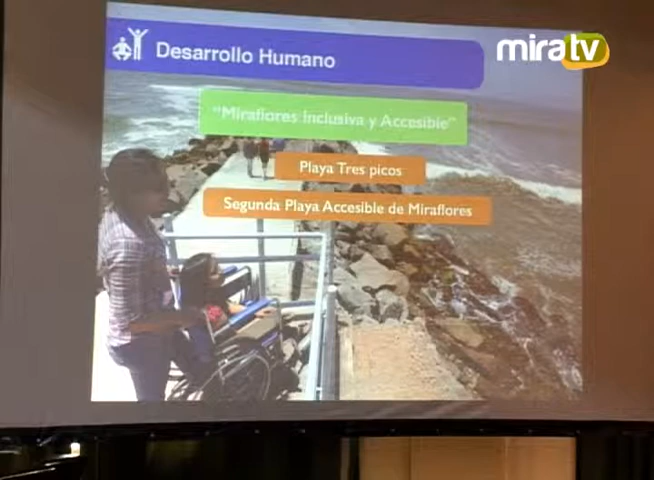 miratv
Desarrollo Humano
"Miraflores Inclusiva y Accesible"
Playa Tres picos
Segunda Playa Accesible de Miraflores